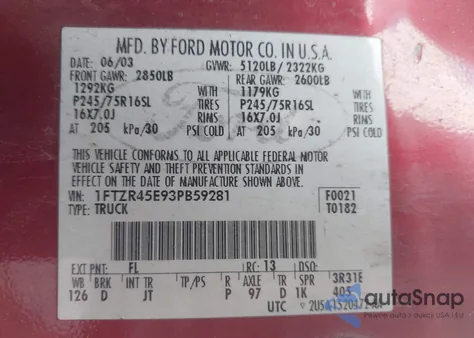 MFD. BY FORD MOTOR CO. IN U.S.A.
DATE: 06/03 GVWR: 5120LB/ 2322KG
FRONT GAWR: 2850LB REAR GAWR: 2600LB
1292KG WITH 1179KG WITH
P245/75R16SL TIRES P245/75R16SL TIRES
16X7.0J RIMS 16X7.0J RIMS
AT 205 kPa/30 PSI COLD AT 205 kPa/30 PSI COLD
THIS VEHICLE CONFORMS TO ALL APPLICABLE FEDERAL MOTOR
VEHICLE SAFETY AND THEFT PREVENTION STANDARDS IN
EFFECT ON THE DATE OF MANUFACTURE SHOWN ABOVE.
VIN: 1FTZR45E93PB59281 F0021
TYPE: TRUCK T0182
EXT PNT: FL RC: 13 DSO:
WB BRK INT TR TP/PS R AXLE TR SPR 3R31E
126 D JT P 97 D 1K 405
UTC
autaSnap